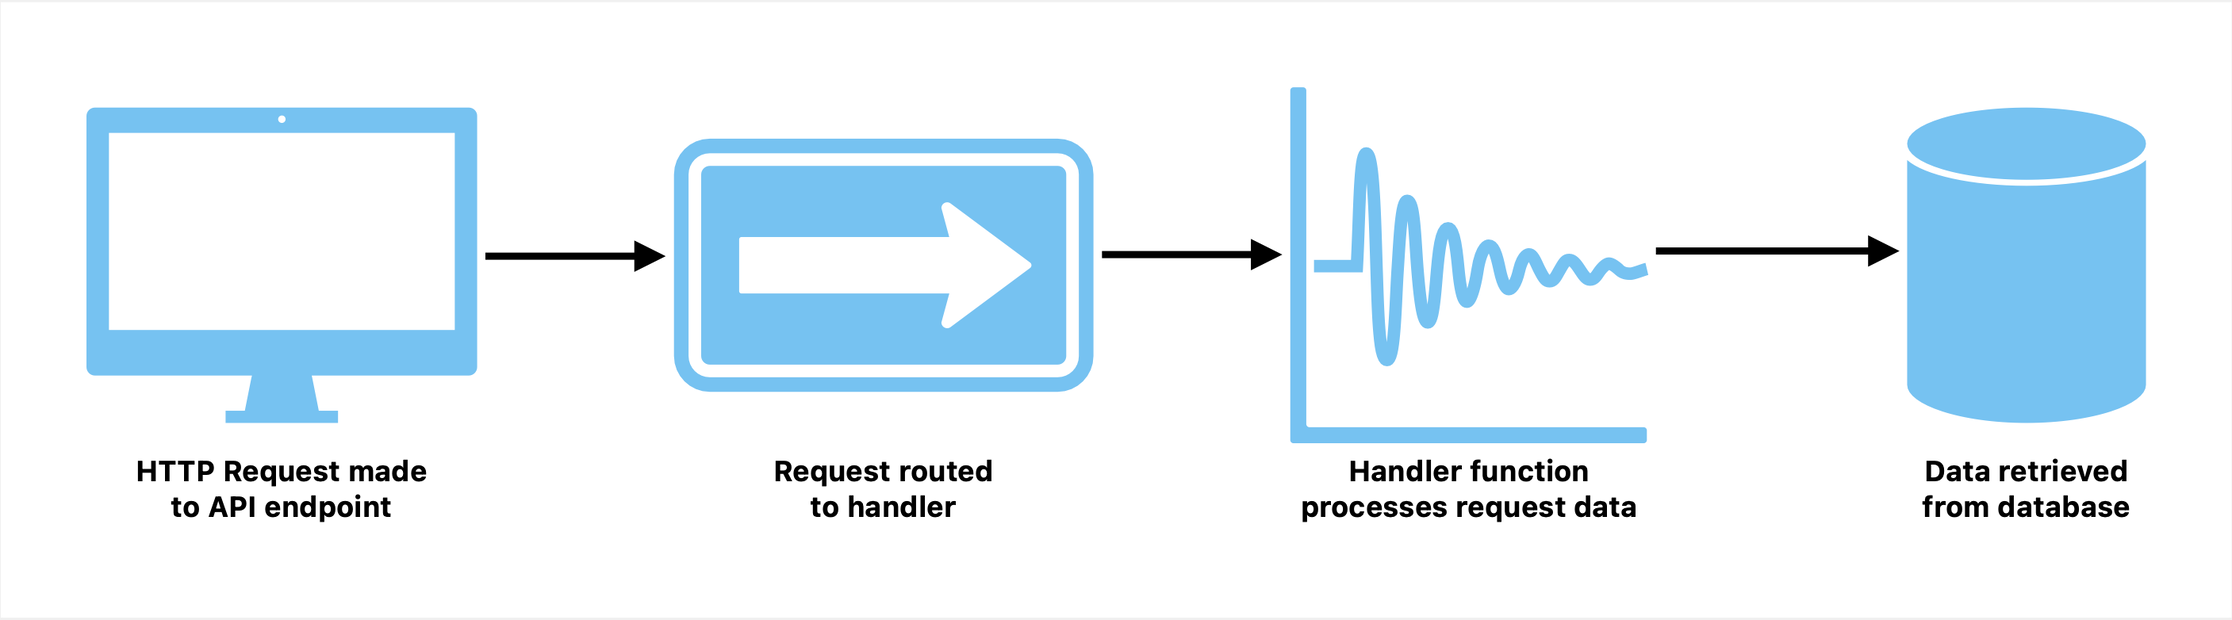 HTTP Request made
to API endpoint
Request routed
to handler
Handler function
processes request data
Data retrieved
from database